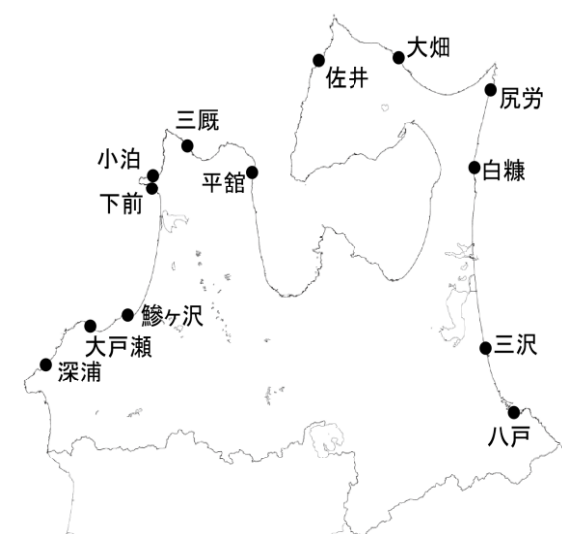 大畑
佐井
尻労
三厩
小泊
平舘
白糠
下前
鰺ヶ沢
大戸瀬
三沢
深浦
八戸